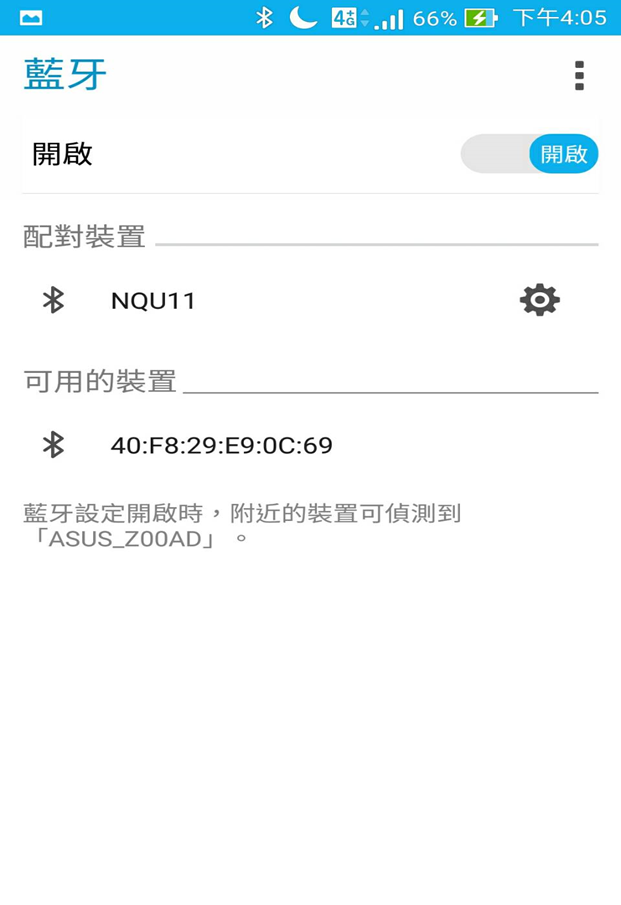 4G 66% 下午4:05
藍牙
開啟 開啟
配對裝置
NQU11
可用的裝置
40:F8:29:E9:0C:69
藍牙設定開啟時，附近的裝置可偵測到
「ASUS_Z00AD」。